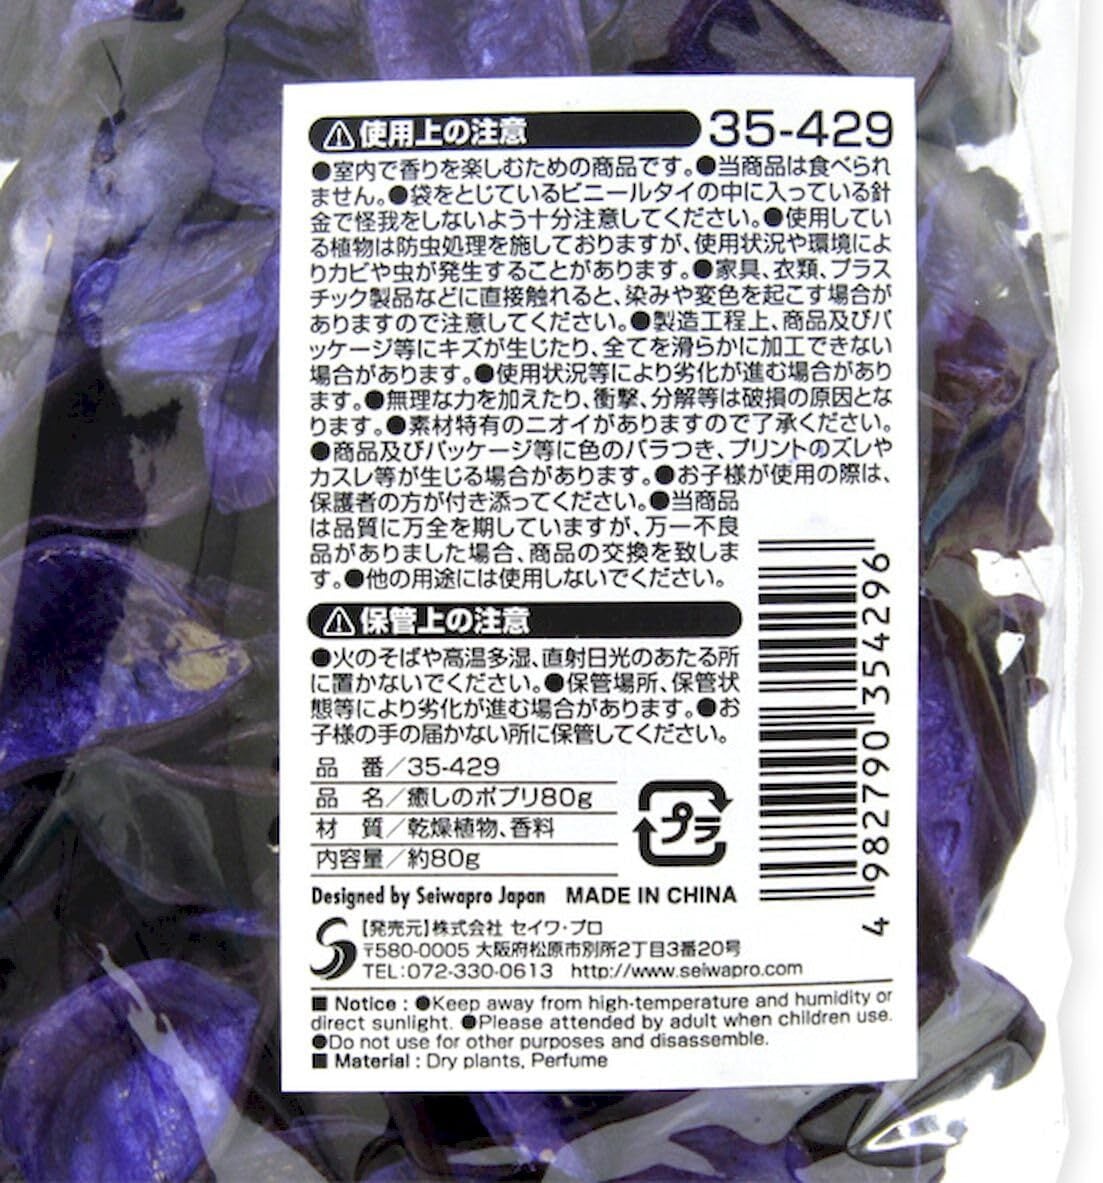 ⚠使用上の注意
35-429
●室内で香りを楽しむための商品です。●当商品は食べられ
ません。●袋をとじているビニールタイの中に入っている針
金で怪我をしないよう十分注意してください。●使用してい
る植物は防虫処理を施しておりますが、使用状況や環境によ
りカビや虫が発生することがあります。●家具、衣類、プラス
チック製品などに直接触れると、染みや変色を起こす場合が
ありますので注意してください。●製造工程上、商品及びパ
ッケージ等にキズが生じたり、全てを滑らかに加工できない
場合があります。●使用状況等により劣化が進む場合があり
ます。●無理な力を加えたり、衝撃、分解等は破損の原因とな
ります。●素材特有のニオイがありますので了承ください。
●商品及びパッケージ等に色のバラつき、プリントのズレや
カスレ等が生じる場合があります。●お子様が使用の際は、
保護者の方が付き添ってください。●当商品
は品質に万全を期していますが、万一不良
品がありました場合、商品の交換を致しま
す。●他の用途には使用しないでください。
⚠保管上の注意
●火のそばや高温多湿、直射日光のあたる所
に置かないでください。●保管場所、保管状
態等により劣化が進む場合があります。●お
子様の手の届かない所に保管してください。
品 番/35-429
品 名/癒しのポプリ80g
材 質/乾燥植物、香料
内容量/約80g
プラ
4 982790 354296
Designed by Seiwapro Japan MADE IN CHINA
【発売元】株式会社 セイワ・プロ
〒580-0005 大阪府松原市別所2丁目3番20号
TEL:072-330-0613 http://www.seiwapro.com
■ Notice : ●Keep away from high-temperature and humidity or
direct sunlight. ●Please attended by adult when children use.
●Do not use for other purposes and disassemble.
■ Material : Dry plants, Perfume